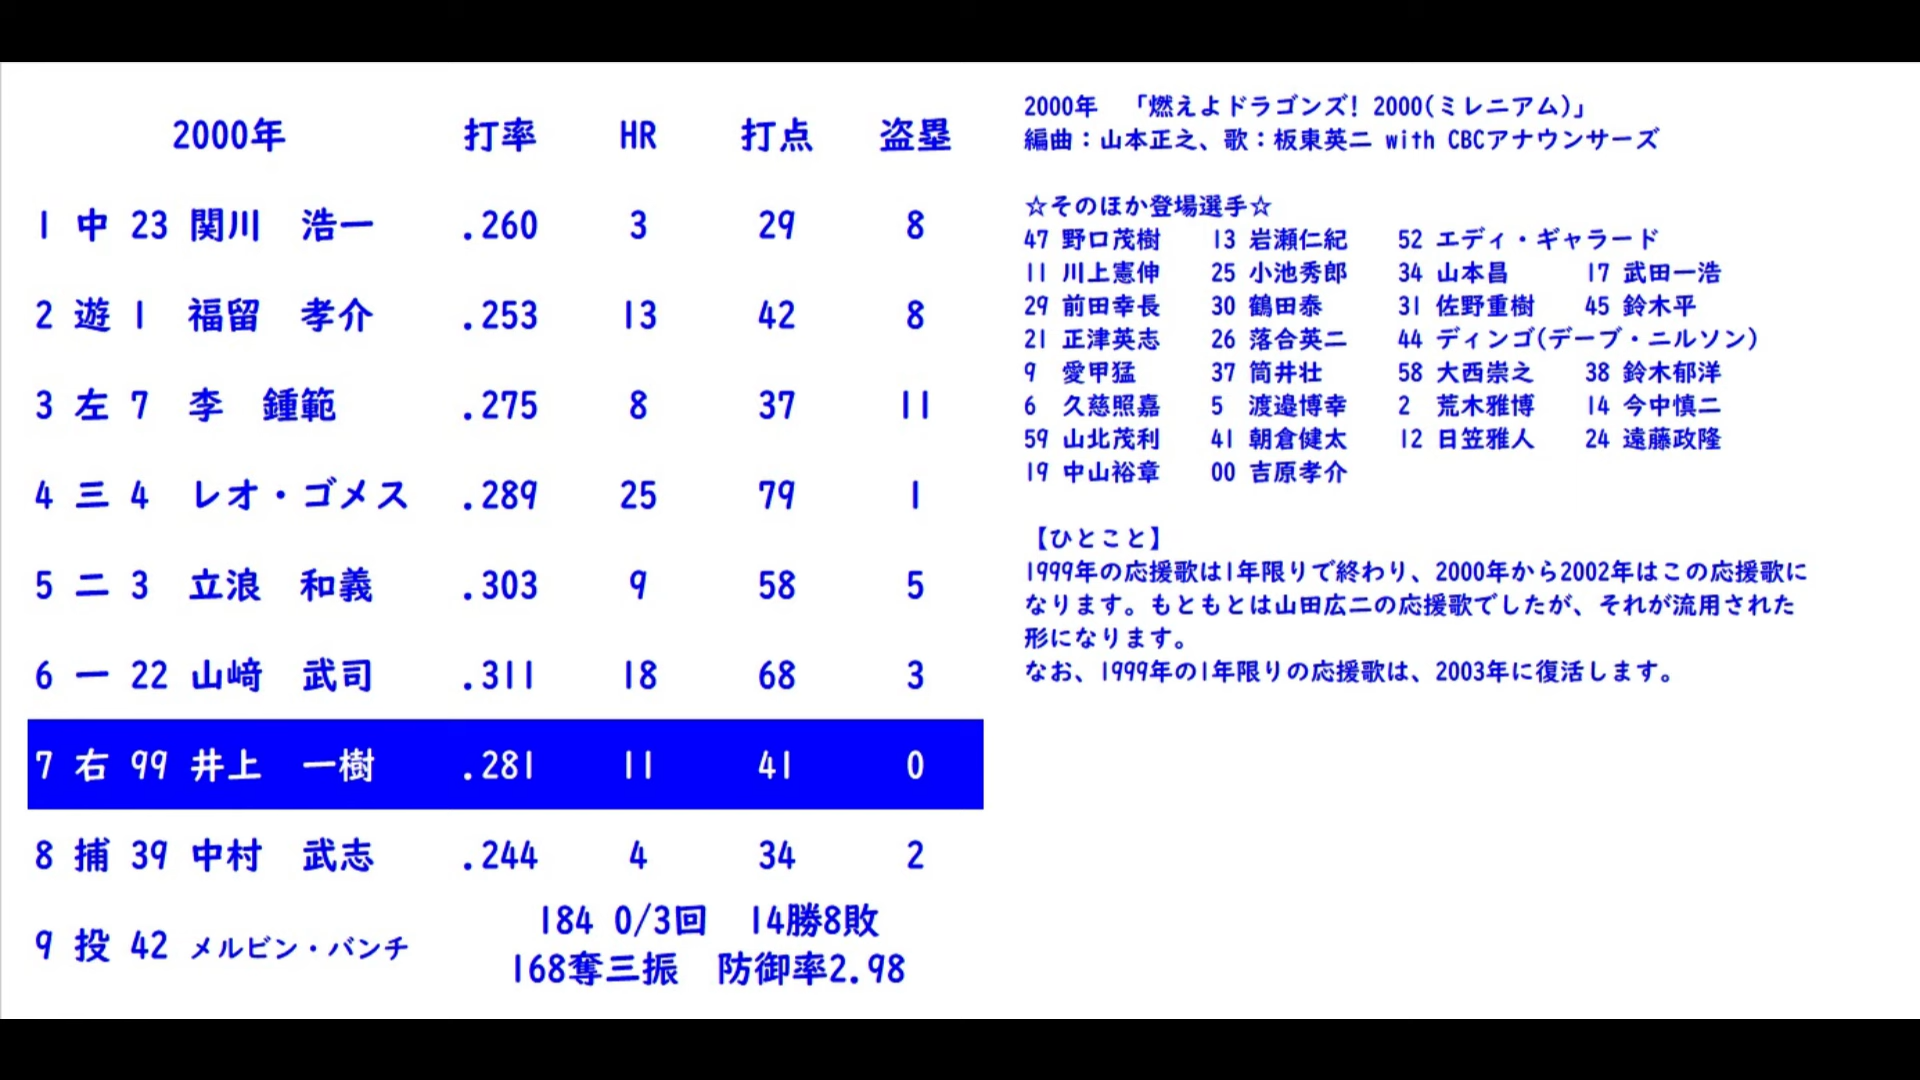 2000年 打率 HR 打点 盗塁
1 中 23 関川 浩一 .260 3 29 8
2 遊 1 福留 孝介 .253 13 42 8
3 左 7 李 鍾範 .275 8 37 11
4 三 4 レオ・ゴメス .289 25 79 1
5 二 3 立浪 和義 .303 9 58 5
6 一 22 山﨑 武司 .311 18 68 3
7 右 99 井上 一樹 .281 11 41 0
8 捕 39 中村 武志 .244 4 34 2
9 投 42 メルビン・バンチ
184 0/3回 14勝8敗
168奪三振 防御率2.98
2000年 「燃えよドラゴンズ! 2000(ミレニアム)」
編曲：山本正之、歌：板東英二 with CBCアナウンサーズ
☆そのほか登場選手☆
47 野口茂樹 13 岩瀬仁紀 52 エディ・ギャラード
11 川上憲伸 25 小池秀郎 34 山本昌 17 武田一浩
29 前田幸長 30 鶴田泰 31 佐野重樹 45 鈴木平
21 正津英志 26 落合英二 44 ディンゴ(デーブ・ニルソン)
9 愛甲猛 37 筒井壮 58 大西崇之 38 鈴木郁洋
6 久慈照嘉 5 渡邉博幸 2 荒木雅博 14 今中慎二
59 山北茂利 41 朝倉健太 12 日笠雅人 24 遠藤政隆
19 中山裕章 00 吉原孝介
【ひとこと】
1999年の応援歌は1年限りで終わり、2000年から2002年はこの応援歌に
なります。もともとは山田広二の応援歌でしたが、それが流用された
形になります。
なお、1999年の1年限りの応援歌は、2003年に復活します。